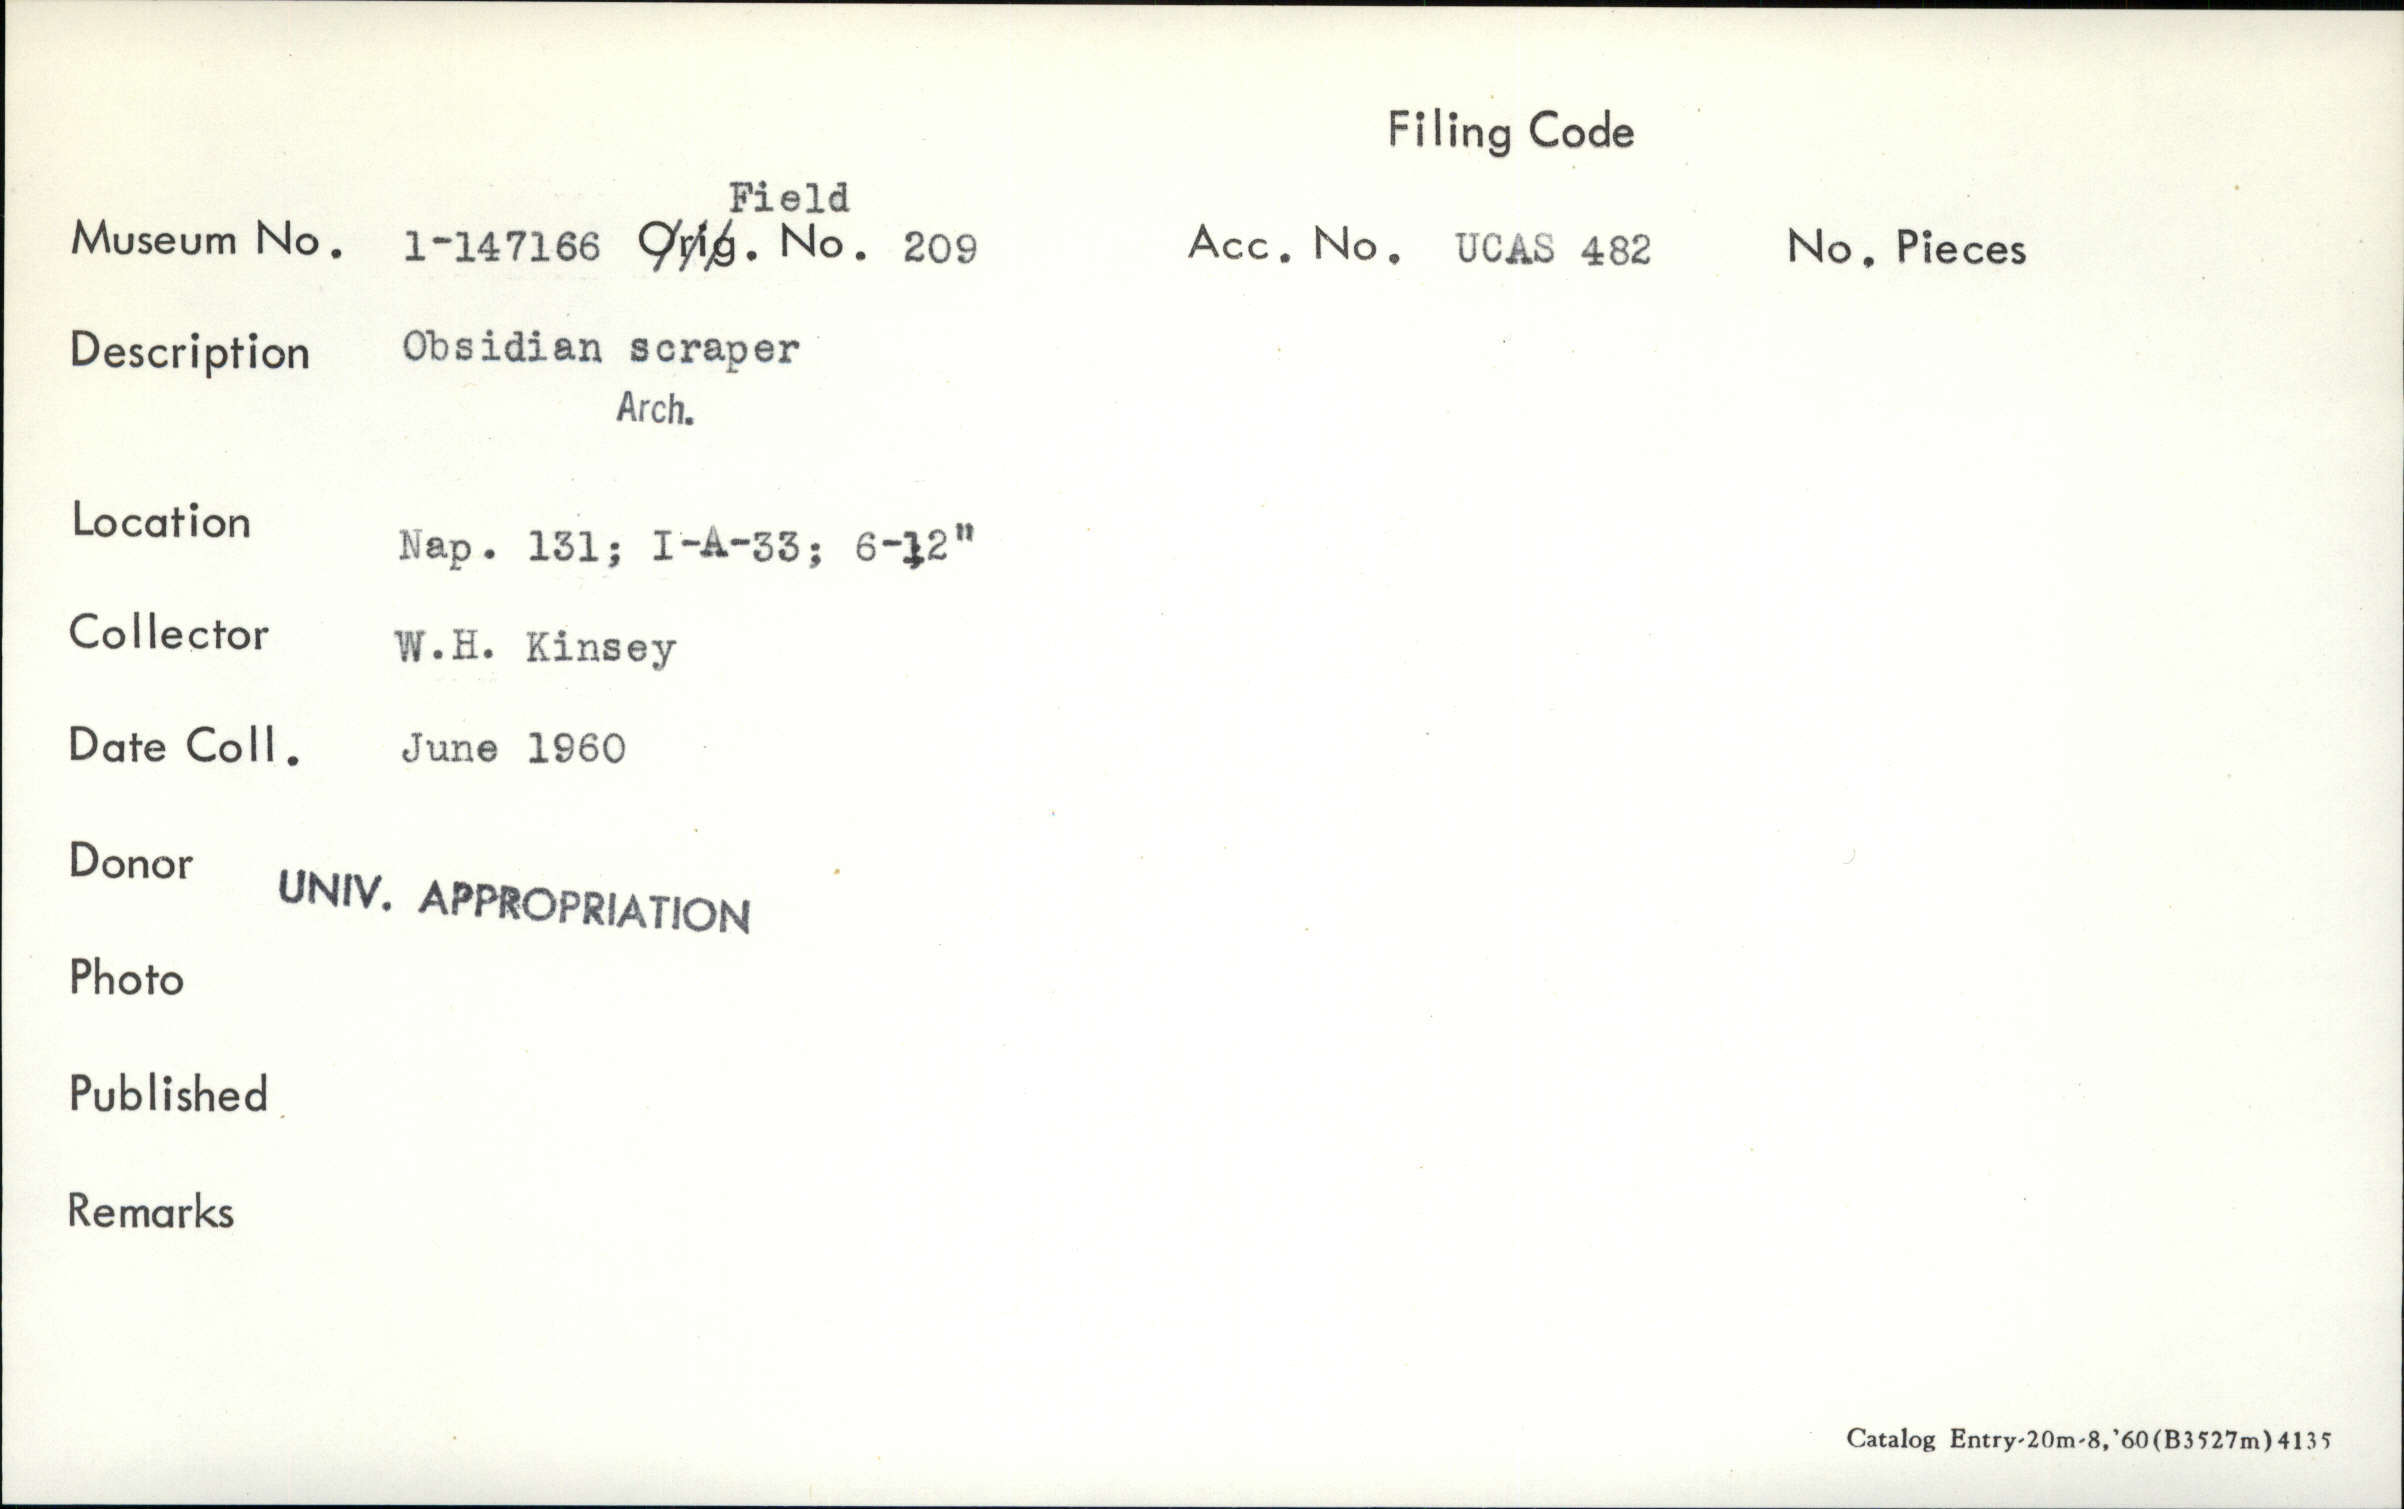 Filing Code
Field
Museum No. 1-147166 Orig. No. 209 Acc. No. UCAS 482 No. Pieces
Description Obsidian scraper
Arch.
Location Nap. 131; I-A-33; 6-12"
Collector W.H. Kinsey
Date Coll. June 1960
Donor UNIV. APPROPRIATION
Photo
Published
Remarks
Catalog Entry-20m-8,'60(B3527m)4135